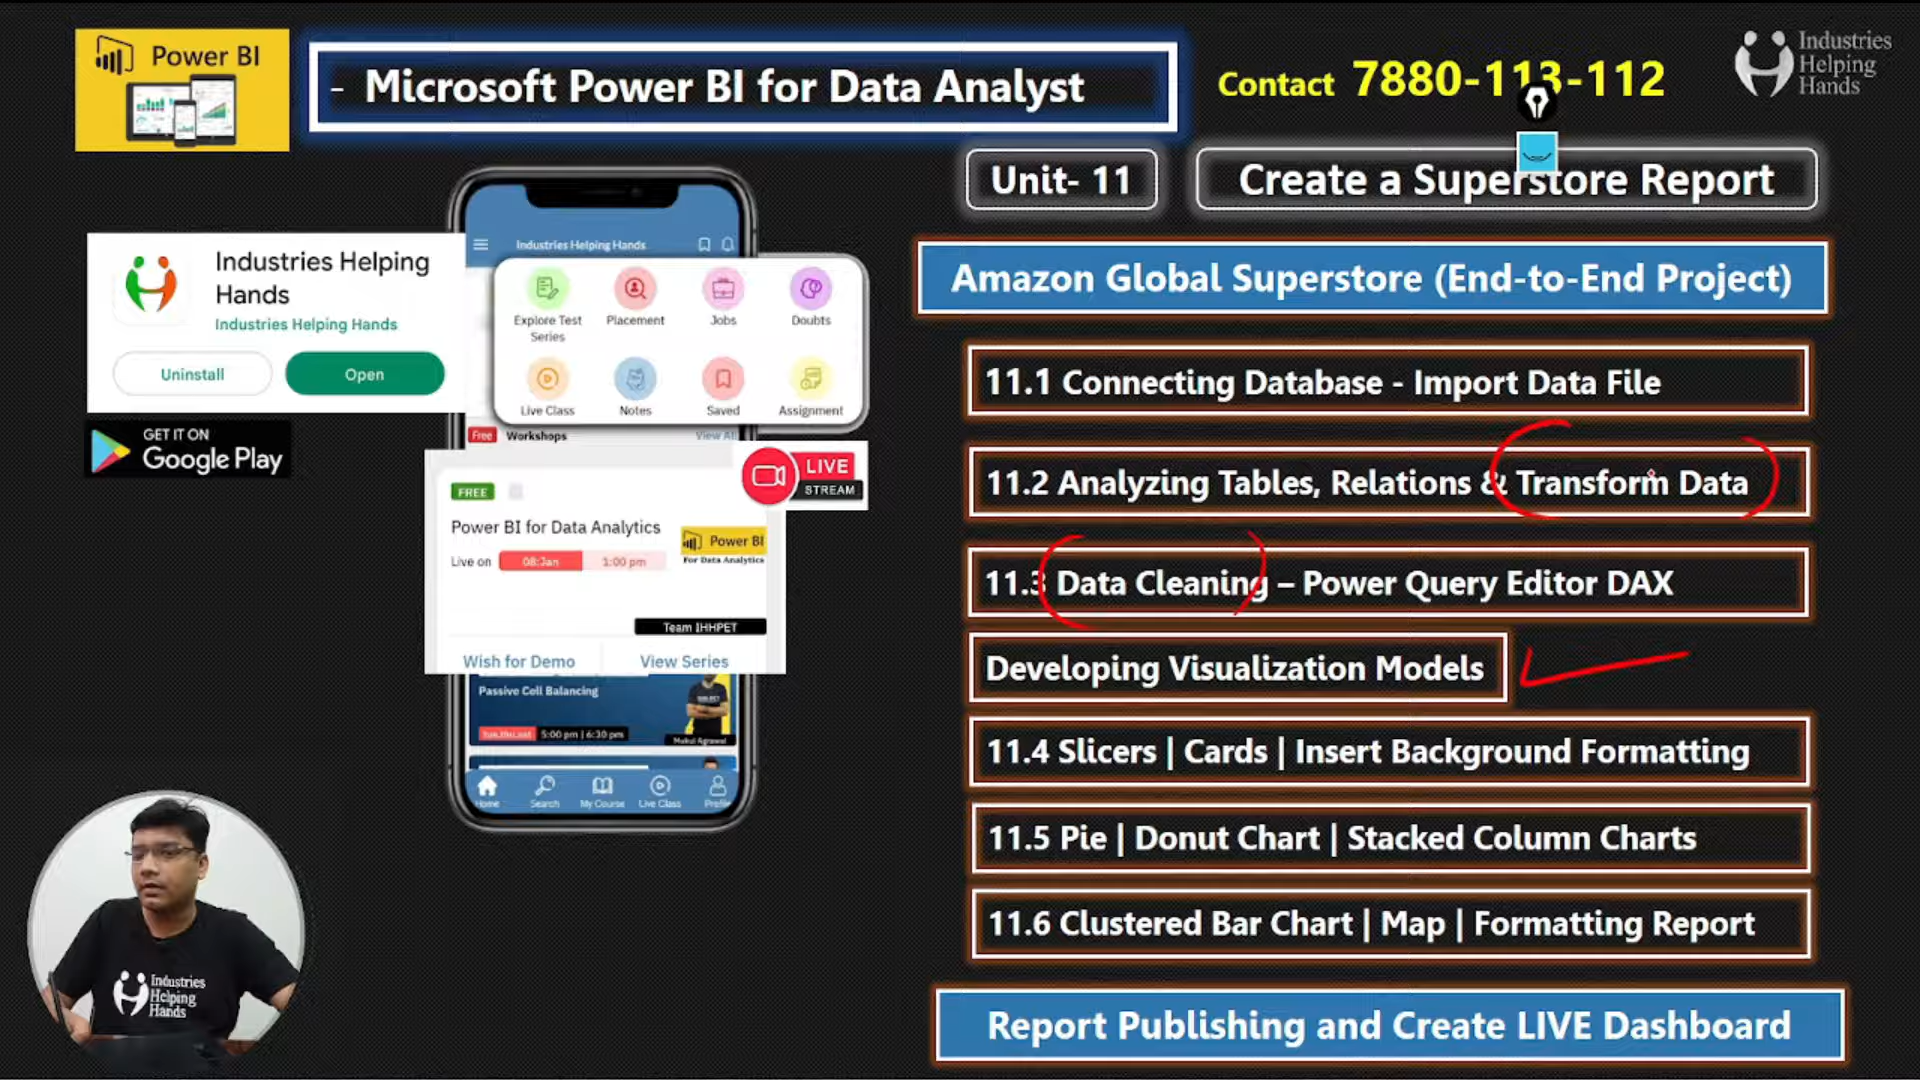 Power BI
- Microsoft Power BI for Data Analyst
Contact 7880-113-112
Industries
Helping
Hands
Unit- 11
Create a Superstore Report
Amazon Global Superstore (End-to-End Project)
11.1 Connecting Database - Import Data File
11.2 Analyzing Tables, Relations & Transform Data
11.3 Data Cleaning – Power Query Editor DAX
Developing Visualization Models
11.4 Slicers | Cards | Insert Background Formatting
11.5 Pie | Donut Chart | Stacked Column Charts
11.6 Clustered Bar Chart | Map | Formatting Report
Report Publishing and Create LIVE Dashboard
Industries Helping
Hands
Industries Helping Hands
Uninstall
Open
GET IT ON
Google Play
Industries Helping Hands
Explore Test
Series
Placement
Jobs
Doubts
Live Class
Notes
Saved
Assignment
Free Workshops
View All
LIVE
STREAM
FREE
Power BI for Data Analytics
Live on 08:Jan 1:00 pm
Power BI
For Data Analytics
Team IHHPET
Wish for Demo
View Series
Passive Cell Balancing
tue,thu,sat 5:00 pm | 6:30 pm
Mukul Agrawal
Home
Search
My Course
Live Class
Profile
Industries
Helping
Hands